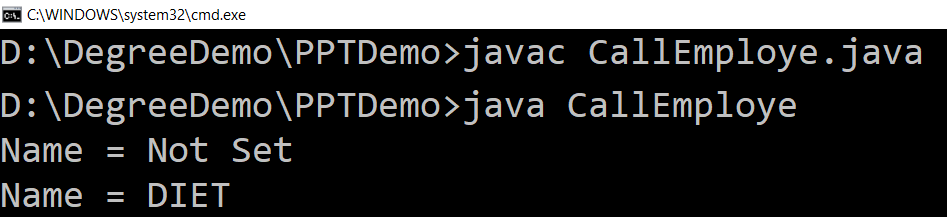 C:\WINDOWS\system32\cmd.exe
D:\DegreeDemo\PPTDemo>javac CallEmploye.java
D:\DegreeDemo\PPTDemo>java CallEmploye
Name = Not Set
Name = DIET